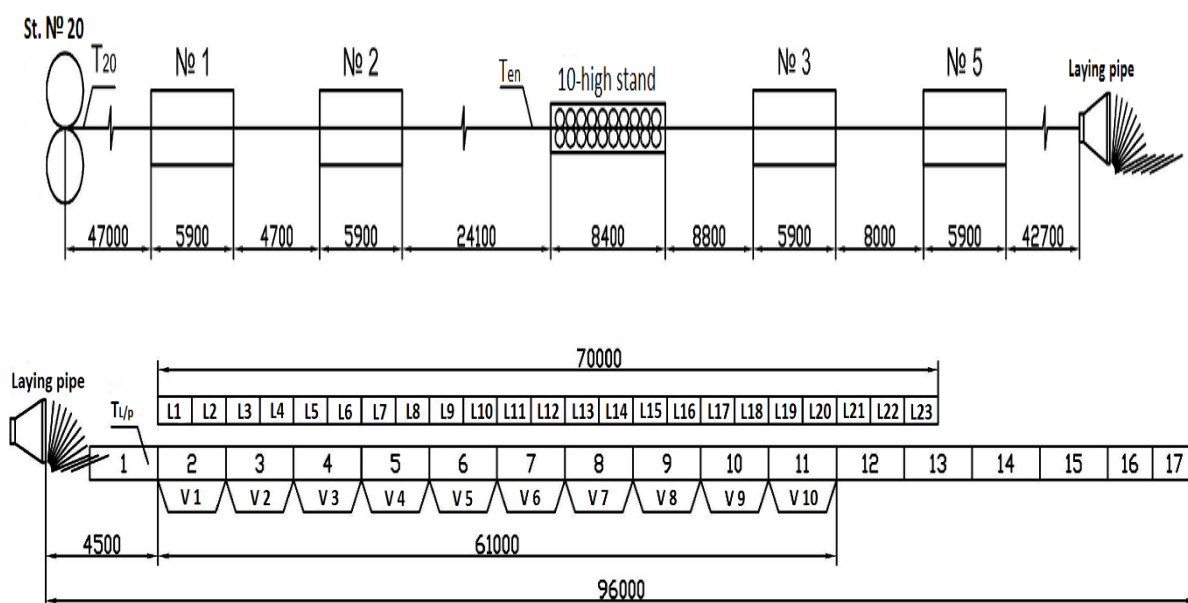 St. № 20
T20
№ 1
№ 2
Ten
10-high stand
№ 3
№ 5
Laying pipe
47000
5900
4700
5900
24100
8400
8800
5900
8000
5900
42700
70000
Laying pipe
TL/p
L1 L2 L3 L4 L5 L6 L7 L8 L9 L10 L11 L12 L13 L14 L15 L16 L17 L18 L19 L20 L21 L22 L23
1 2 3 4 5 6 7 8 9 10 11 12 13 14 15 16 17
V 1 V 2 V 3 V 4 V 5 V 6 V 7 V 8 V 9 V 10
4500
61000
96000